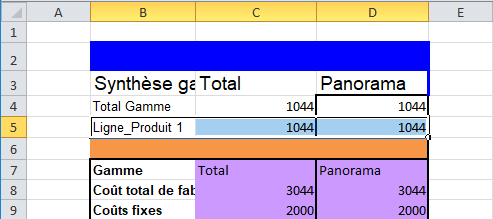 A B C D E
1
2
3 Synthèse ga Total Panorama
4 Total Gamme 1044 1044
5 Ligne_Produit 1 1044 1044
6
7 Gamme Total Panorama
8 Coût total de fab 3044 3044
9 Coûts fixes 2000 2000